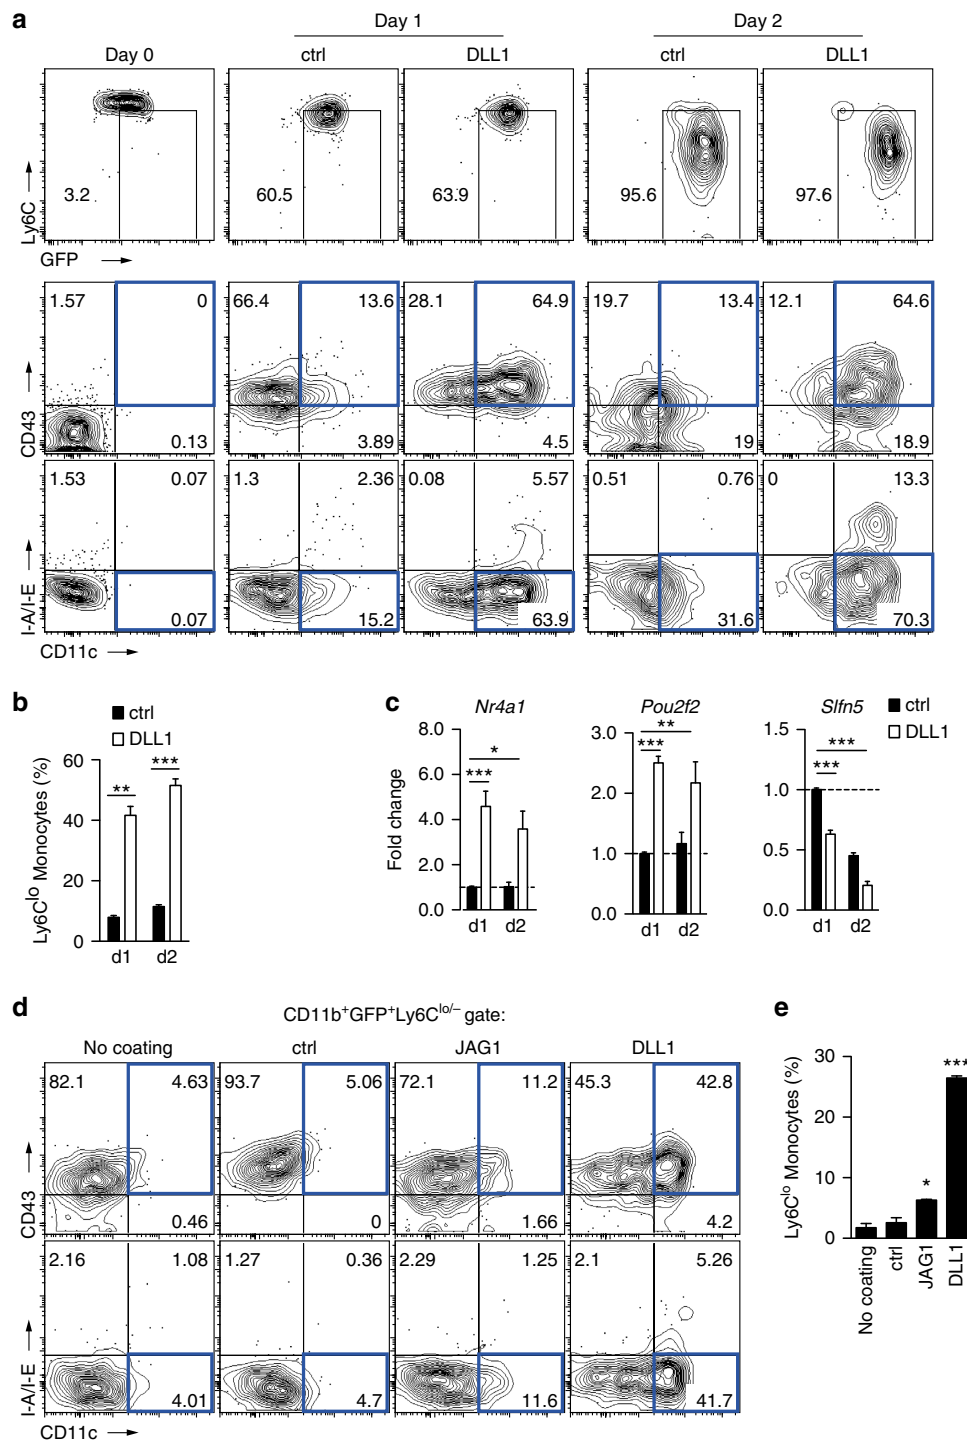 a
Day 1
Day 2
Day 0
ctrl
DLL1
ctrl
DLL1
3.2
60.5
63.9
95.6
97.6
Ly6C
GFP
1.57
0
66.4
13.6
28.1
64.9
19.7
13.4
12.1
64.6
0.13
3.89
4.5
19
18.9
CD43
1.53
0.07
1.3
2.36
0.08
5.57
0.51
0.76
0
13.3
0.07
15.2
63.9
31.6
70.3
I-A/I-E
CD11c
b
ctrl
DLL1
Ly6C^lo Monocytes (%)
60
40
20
0
**
***
d1
d2
c
Nr4a1
Pou2f2
Slfn5
ctrl
DLL1
Fold change
8.0
6.0
4.0
2.0
0.0
***
*
d1
d2
3.0
2.0
1.0
0.0
***
**
d1
d2
1.5
1.0
0.5
0.0
***
***
d1
d2
d
CD11b⁺GFP⁺Ly6C^lo/− gate:
No coating
ctrl
JAG1
DLL1
82.1
4.63
93.7
5.06
72.1
11.2
45.3
42.8
0.46
0
1.66
4.2
CD43
2.16
1.08
1.27
0.36
2.29
1.25
2.1
5.26
4.01
4.7
11.6
41.7
I-A/I-E
CD11c
e
Ly6C^lo Monocytes (%)
30
20
10
0
*
***
No coating
ctrl
JAG1
DLL1